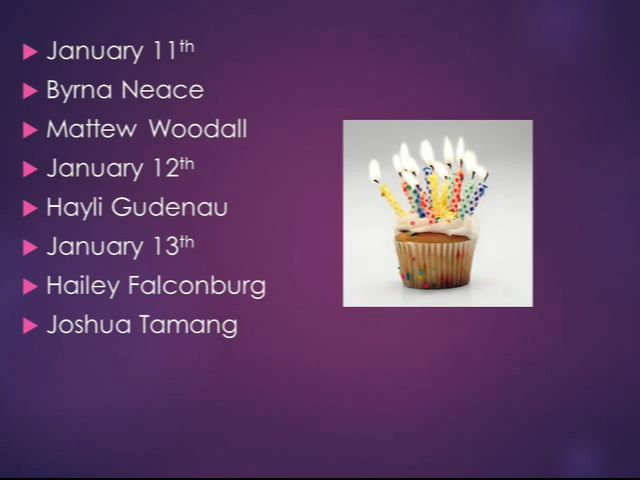 January 11th
Byrna Neace
Mattew Woodall
January 12th
Hayli Gudenau
January 13th
Hailey Falconburg
Joshua Tamang